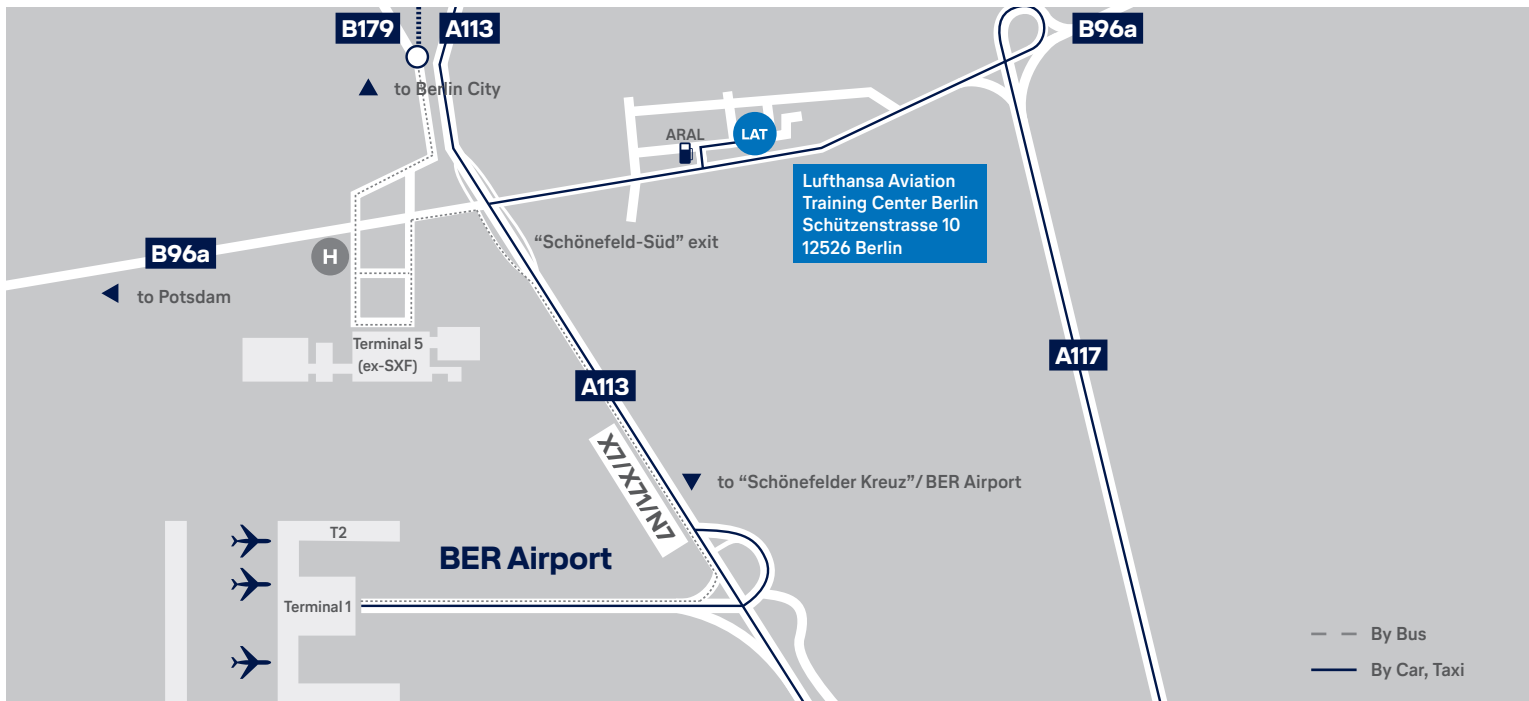 B179
A113
B96a
to Berlin City
ARAL
LAT
Lufthansa Aviation
Training Center Berlin
Schützenstrasse 10
12526 Berlin
“Schönefeld-Süd” exit
B96a
H
to Potsdam
Terminal 5
(ex-SXF)
A117
A113
X7/X71/N7
to “Schönefelder Kreuz”/BER Airport
T2
BER Airport
Terminal 1
By Bus
By Car, Taxi